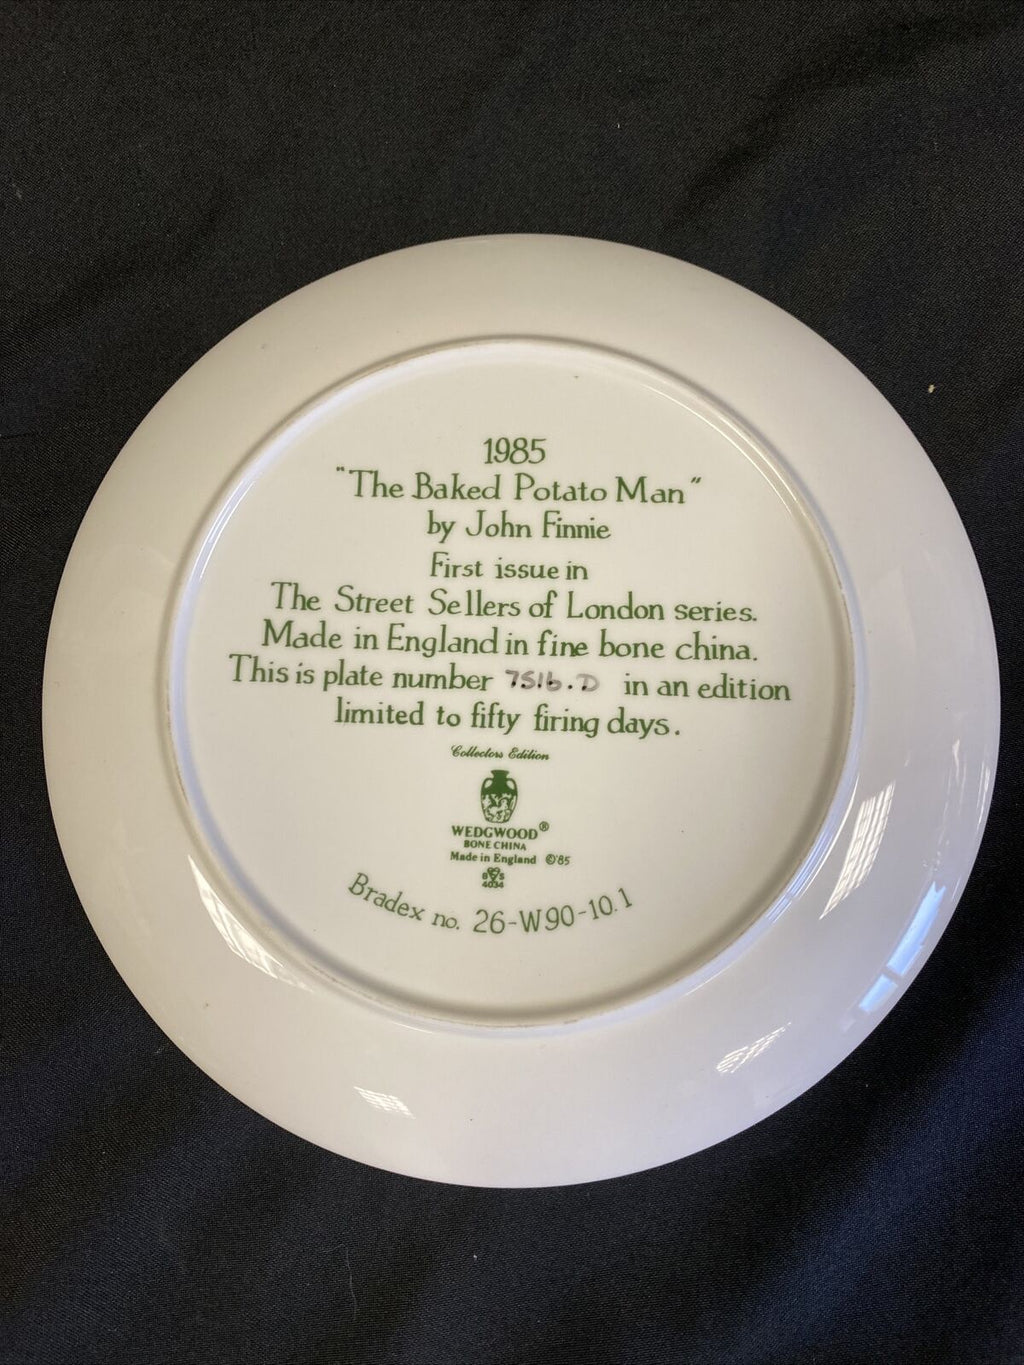 1985
"The Baked Potato Man"
by John Finnie
First issue in
The Street Sellers of London series.
Made in England in fine bone china.
This is plate number 7516.D in an edition
limited to fifty firing days.
Collectors Edition
WEDGWOOD®
BONE CHINA
Made in England ©'85
B S
4034
Bradex no. 26-W90-10.1